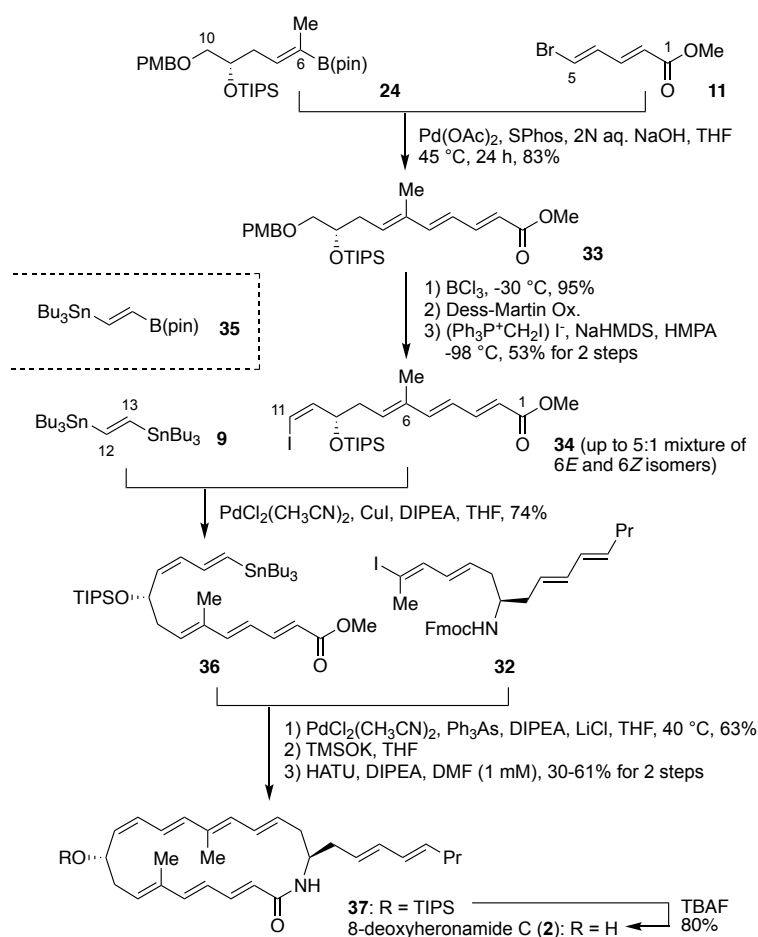 Me
10
6
PMBO
B(pin)
OTIPS
24
Br
5
1
OMe
O
11
Pd(OAc)2, SPhos, 2N aq. NaOH, THF
45 °C, 24 h, 83%
Me
PMBO
OTIPS
OMe
O
33
1) BCl3, -30 °C, 95%
2) Dess-Martin Ox.
3) (Ph3P+CH2I) I-, NaHMDS, HMPA
-98 °C, 53% for 2 steps
Bu3Sn
B(pin)
35
Bu3Sn
13
12
SnBu3
9
11
I
OTIPS
Me
6
1
OMe
O
34 (up to 5:1 mixture of
6E and 6Z isomers)
PdCl2(CH3CN)2, CuI, DIPEA, THF, 74%
SnBu3
TIPSO
Me
OMe
O
36
I
Me
FmocHN
Pr
32
1) PdCl2(CH3CN)2, Ph3As, DIPEA, LiCl, THF, 40 °C, 63%
2) TMSOK, THF
3) HATU, DIPEA, DMF (1 mM), 30-61% for 2 steps
RO
Me
Me
NH
O
Pr
37: R = TIPS
8-deoxyheronamide C (2): R = H
TBAF
80%